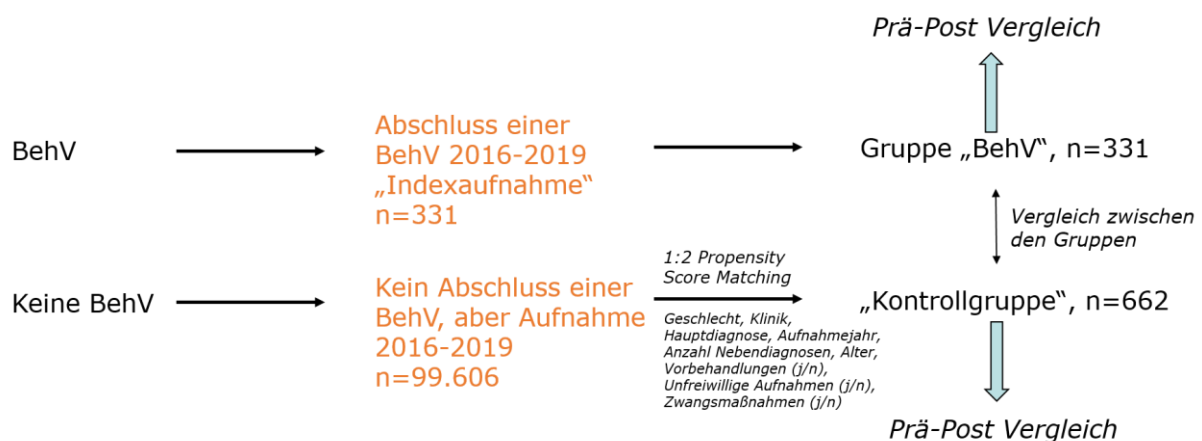 Prä-Post Vergleich
BehV
Abschluss einer
BehV 2016-2019
„Indexaufnahme“
n=331
Gruppe „BehV“, n=331
Vergleich zwischen
den Gruppen
Keine BehV
Kein Abschluss einer
BehV, aber Aufnahme
2016-2019
n=99.606
1:2 Propensity
Score Matching
Geschlecht, Klinik,
Hauptdiagnose, Aufnahmejahr,
Anzahl Nebendiagnosen, Alter,
Vorbehandlungen (j/n),
Unfreiwillige Aufnahmen (j/n),
Zwangsmaßnahmen (j/n)
„Kontrollgruppe“, n=662
Prä-Post Vergleich